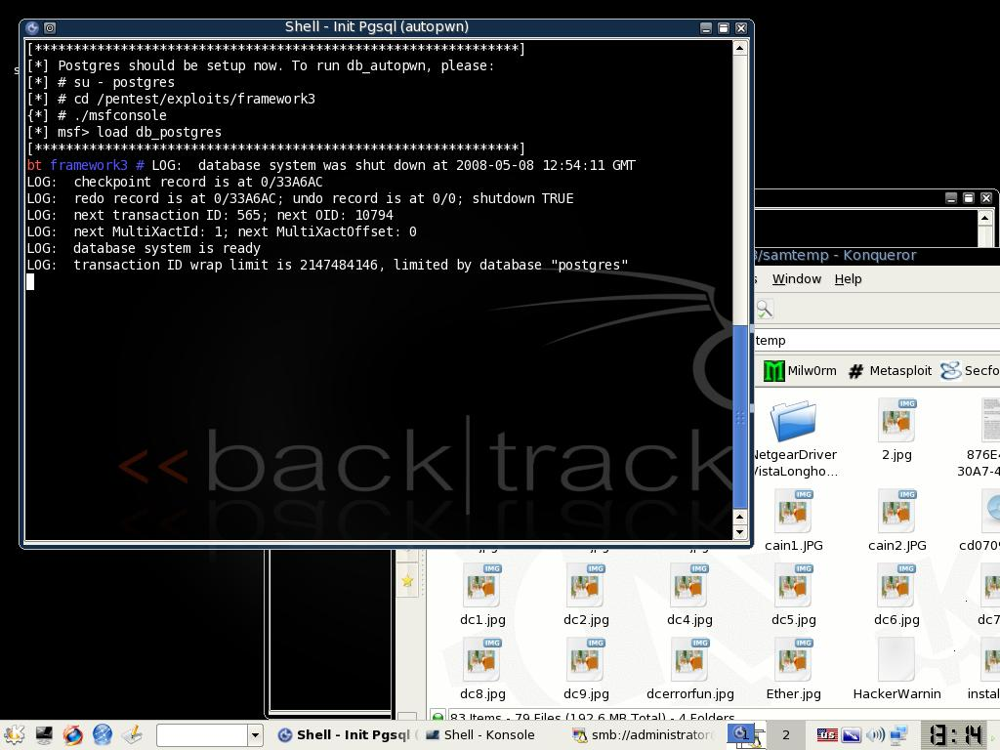 Shell - Init Pgsql (autopwn)
[**************************************************************]
[*] Postgres should be setup now. To run db_autopwn, please:
[*] # su - postgres
[*] # cd /pentest/exploits/framework3
{*] # ./msfconsole
[*] msf> load db_postgres
[**************************************************************]
bt framework3 # LOG:  database system was shut down at 2008-05-08 12:54:11 GMT
LOG:  checkpoint record is at 0/33A6AC
LOG:  redo record is at 0/33A6AC; undo record is at 0/0; shutdown TRUE
LOG:  next transaction ID: 565; next OID: 10794
LOG:  next MultiXactId: 1; next MultiXactOffset: 0
LOG:  database system is ready
LOG:  transaction ID wrap limit is 2147484146, limited by database "postgres"
<<back|track
/samtemp - Konqueror
Window Help
temp
Milw0rm Metasploit Secfo
NetgearDriver 2.jpg 876E4
VistaLongho... 30A7-4
cain1.JPG cain2.JPG cd0709
dc1.jpg dc2.jpg dc4.jpg dc5.jpg dc6.jpg dc7
dc8.jpg dc9.jpg dcerrorfun.jpg Ether.jpg HackerWarnin instal
83 Items - 79 Files (192.6 MB Total) - 4 Folders
Shell - Init Pgsql ( Shell - Konsole smb://administrator 1 2 13:14